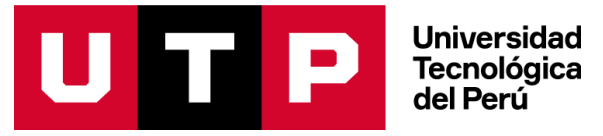 UTP
Universidad
Tecnológica
del Perú